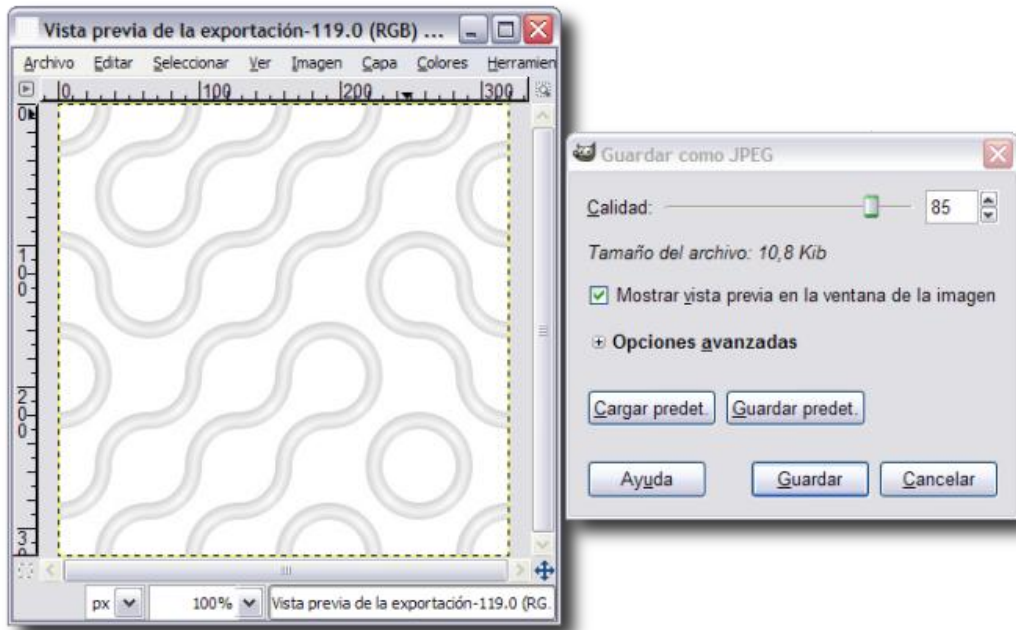 Vista previa de la exportación-119.0 (RGB) ...
Archivo Editar Seleccionar Ver Imagen Capa Colores Herramien
0 100 200 300
0
100
200
3
px 100% Vista previa de la exportación-119.0 (RG.
Guardar como JPEG
Calidad: 85
Tamaño del archivo: 10,8 Kib
Mostrar vista previa en la ventana de la imagen
Opciones avanzadas
Cargar predet. Guardar predet.
Ayuda Guardar Cancelar